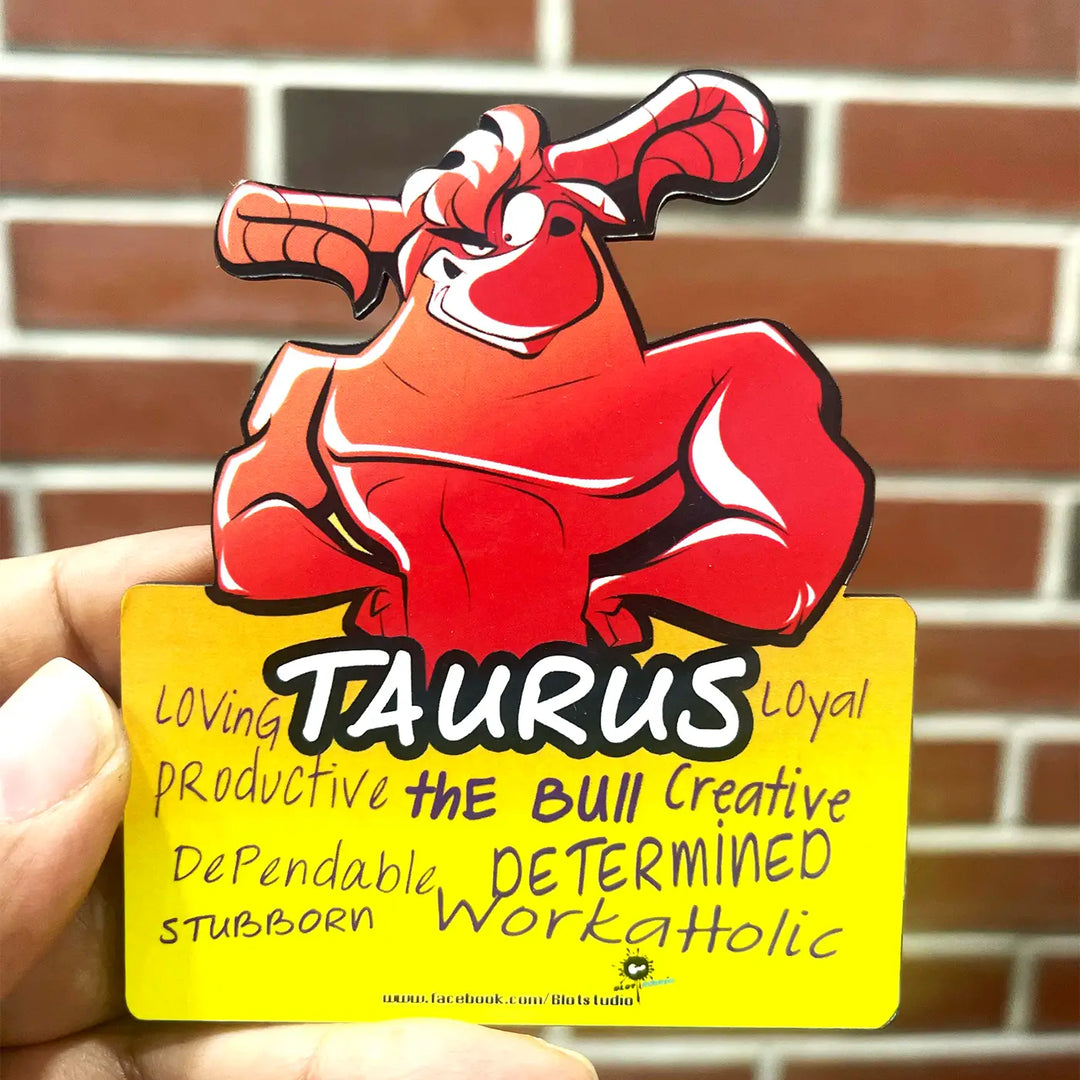 LOVinG TAURUS LOyal
PRoductive thE BUll Creative
DePendable DETERMiNED
STUBBORN WorkaHolic
www.facebook.com/Blotstudio